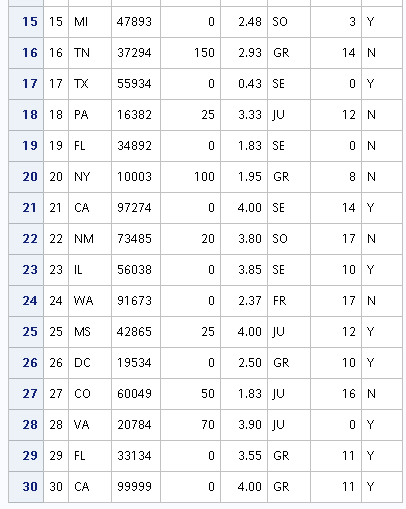 15 15 MI 47893 0 2.48 SO 3 Y
16 16 TN 37294 150 2.93 GR 14 N
17 17 TX 55934 0 0.43 SE 0 Y
18 18 PA 16382 25 3.33 JU 12 N
19 19 FL 34892 0 1.83 SE 0 N
20 20 NY 10003 100 1.95 GR 8 N
21 21 CA 97274 0 4.00 SE 14 Y
22 22 NM 73485 20 3.80 SO 17 N
23 23 IL 56038 0 3.85 SE 10 Y
24 24 WA 91673 0 2.37 FR 17 N
25 25 MS 42865 25 4.00 JU 12 Y
26 26 DC 19534 0 2.50 GR 10 Y
27 27 CO 60049 50 1.83 JU 16 N
28 28 VA 20784 70 3.90 JU 0 Y
29 29 FL 33134 0 3.55 GR 11 Y
30 30 CA 99999 0 4.00 GR 11 Y